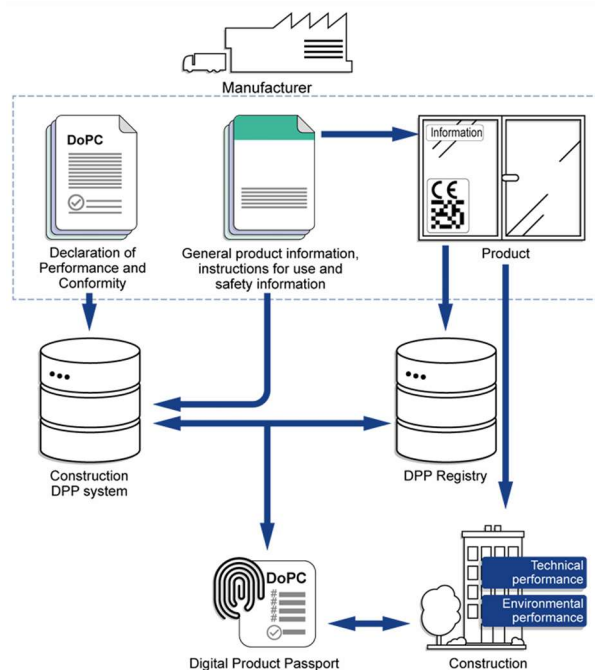 Manufacturer
DoPC
Information
CE
Declaration of
Performance and
Conformity
General product information,
instructions for use and
safety information
Product
Construction
DPP system
DPP Registry
Technical
performance
Environmental
performance
DoPC
#
#
#
#
Digital Product Passport
Construction